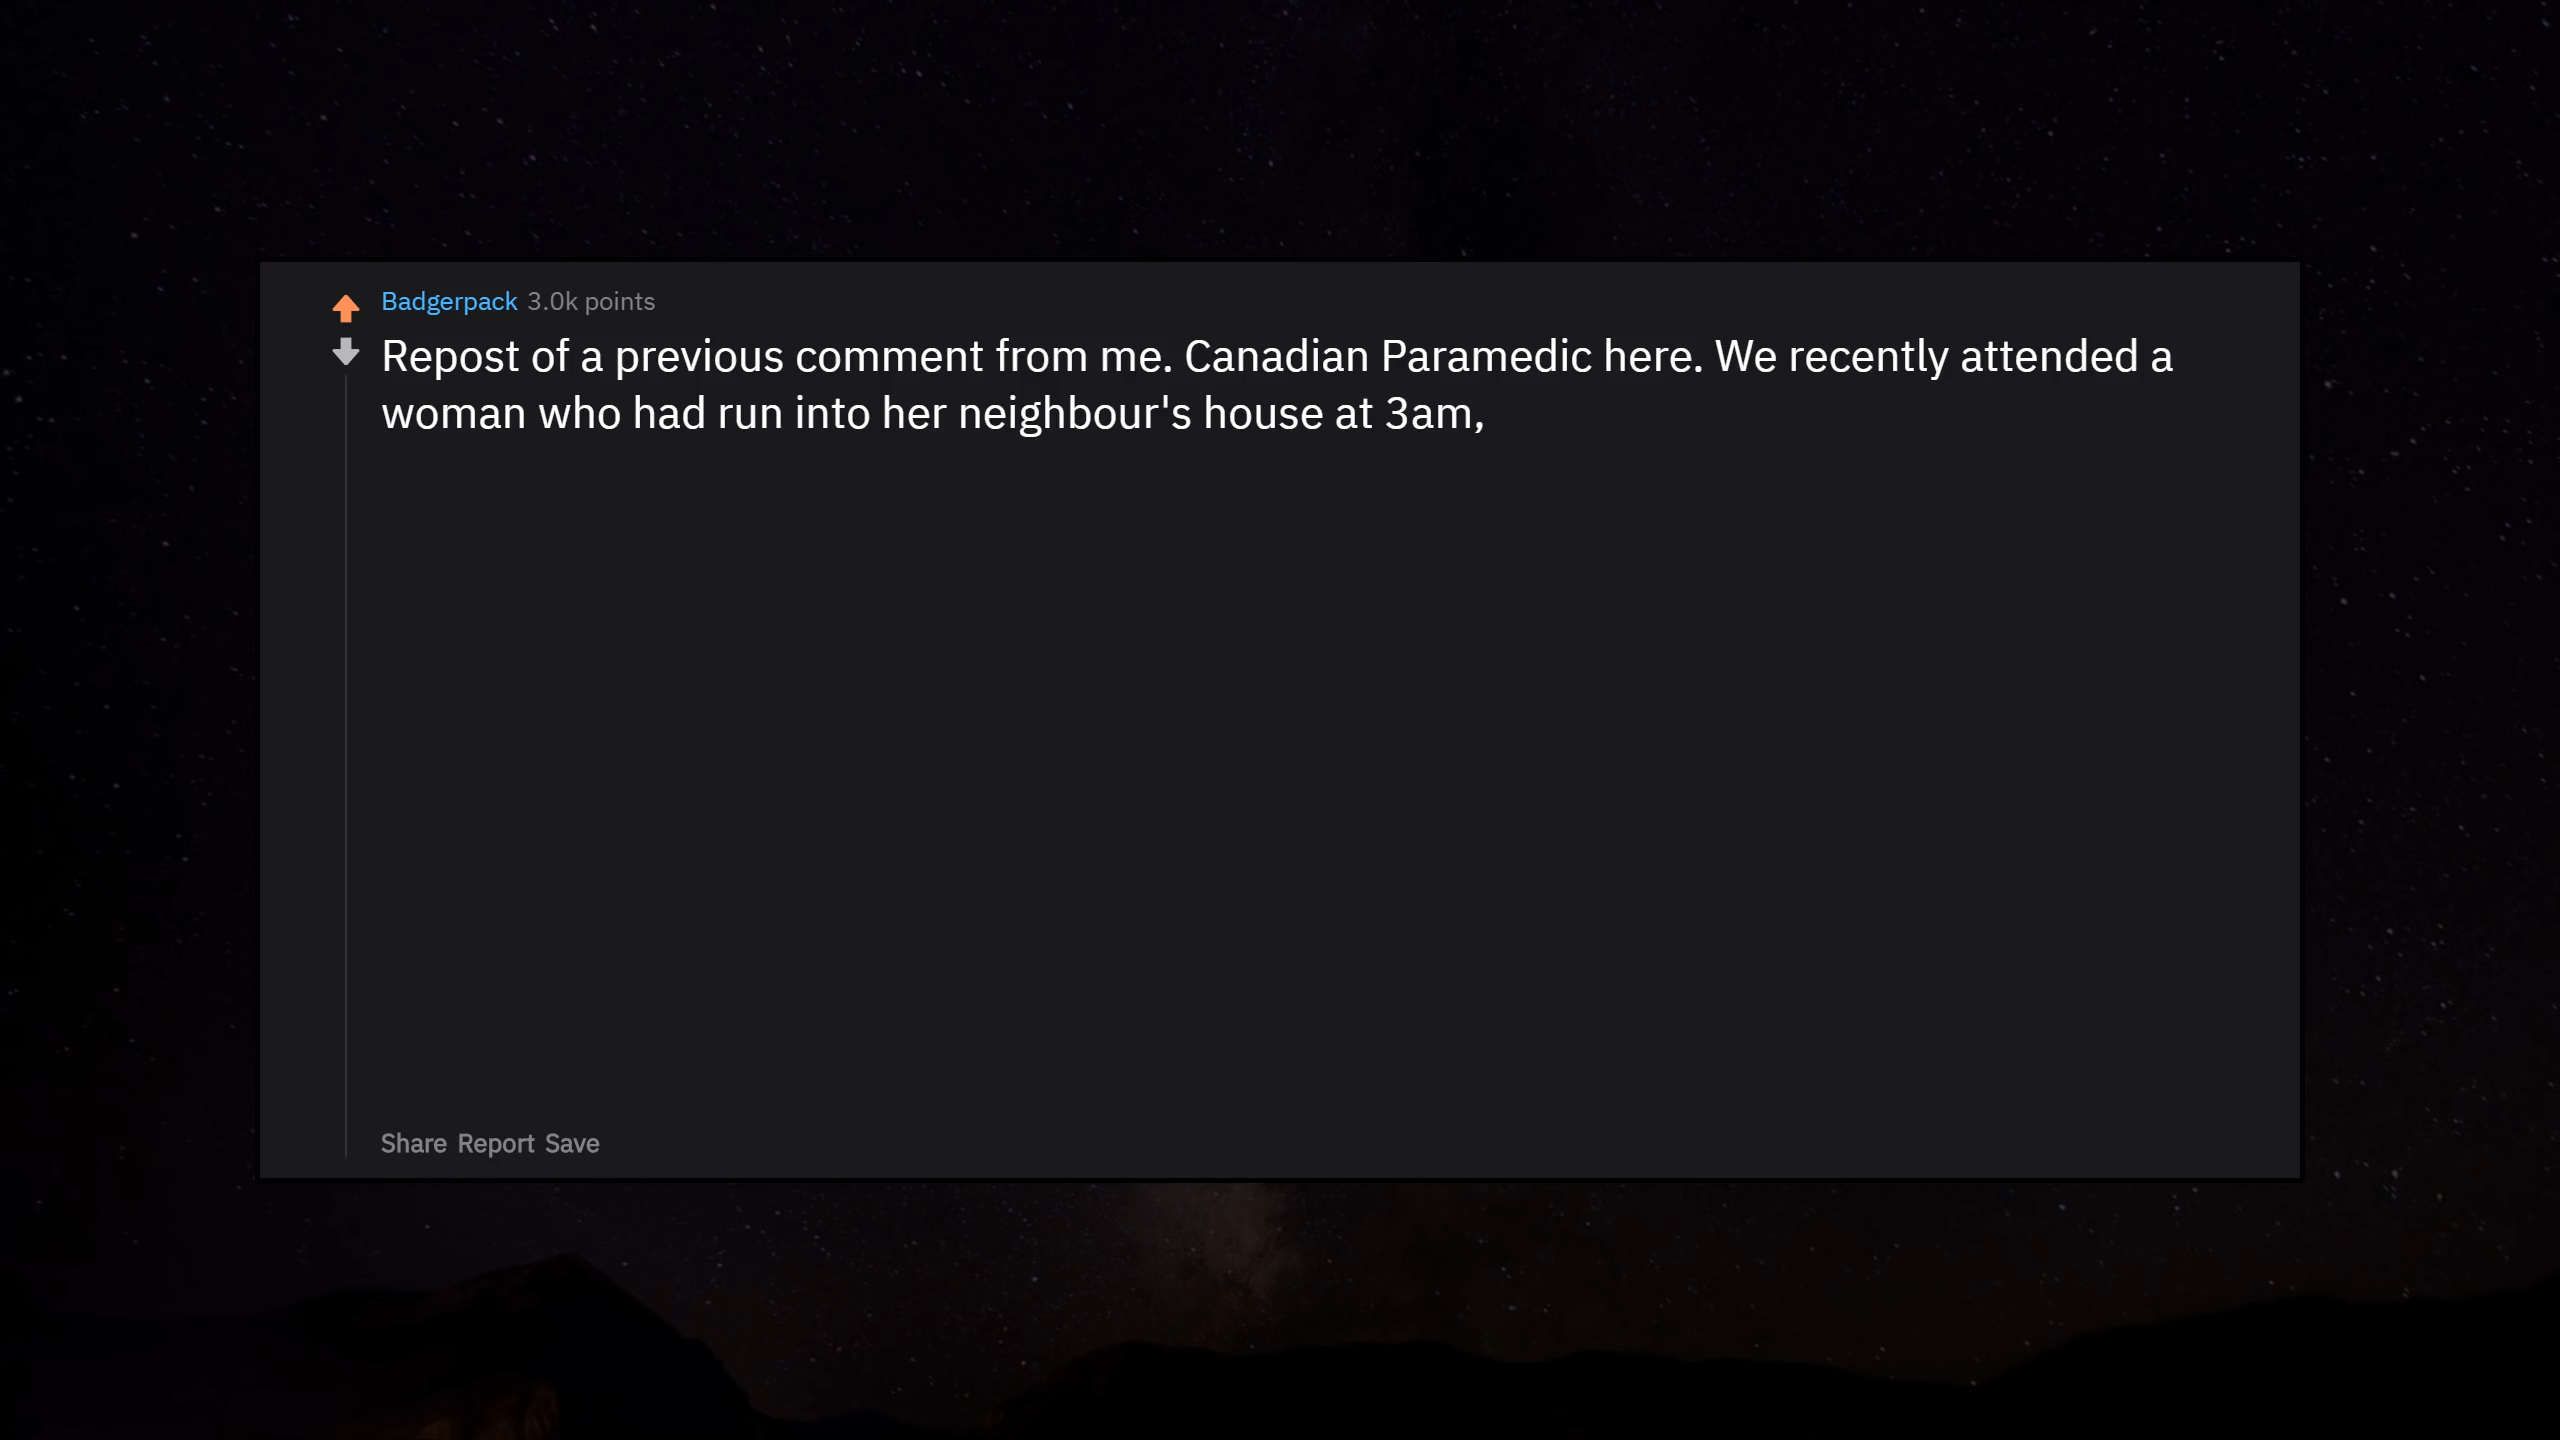 Badgerpack 3.0k points
Repost of a previous comment from me. Canadian Paramedic here. We recently attended a
woman who had run into her neighbour's house at 3am,
Share Report Save